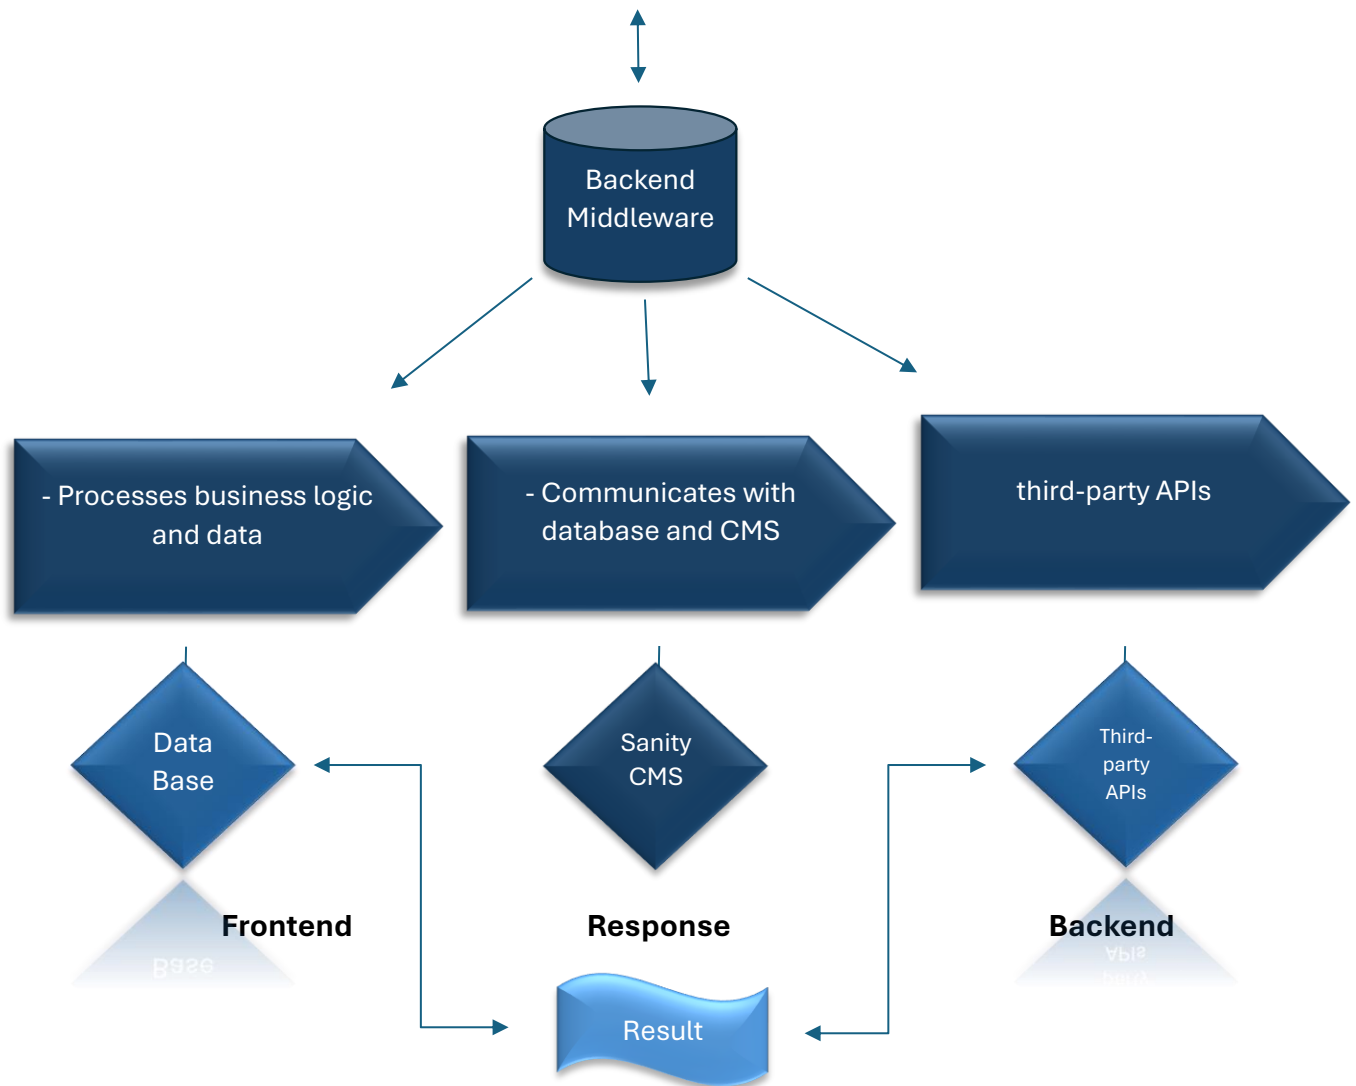 Backend
Middleware
- Processes business logic
and data
- Communicates with
database and CMS
third-party APIs
Data
Base
Sanity
CMS
Third-
party
APIs
Frontend
Response
Backend
Result